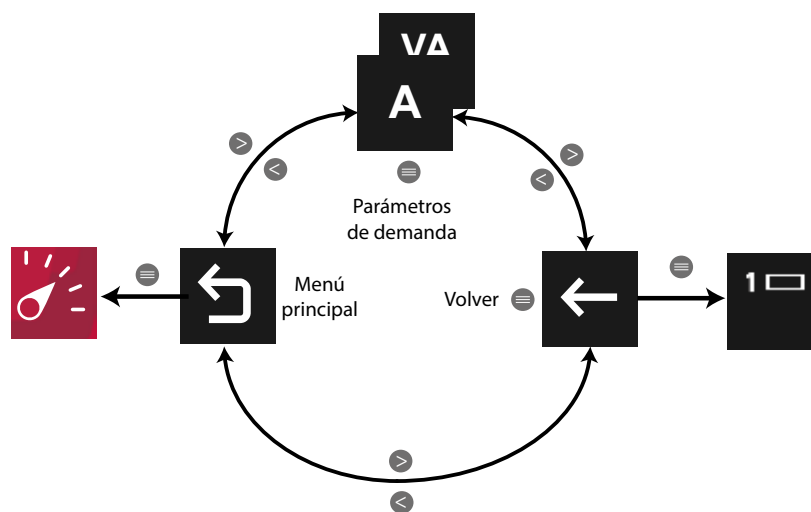 VA
A
Parámetros
de demanda
Menú
principal
Volver
1